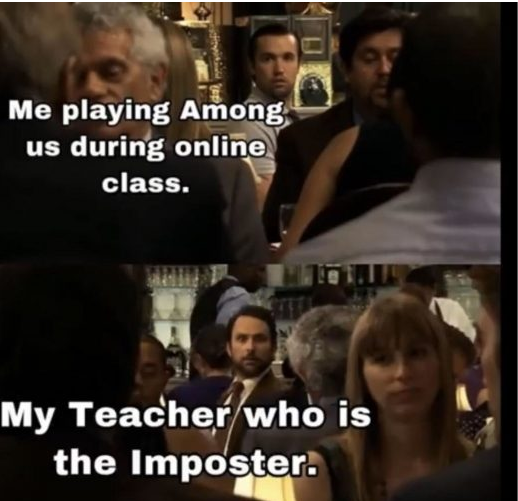 Me playing Among
us during online
class.
My Teacher who is
the Imposter.